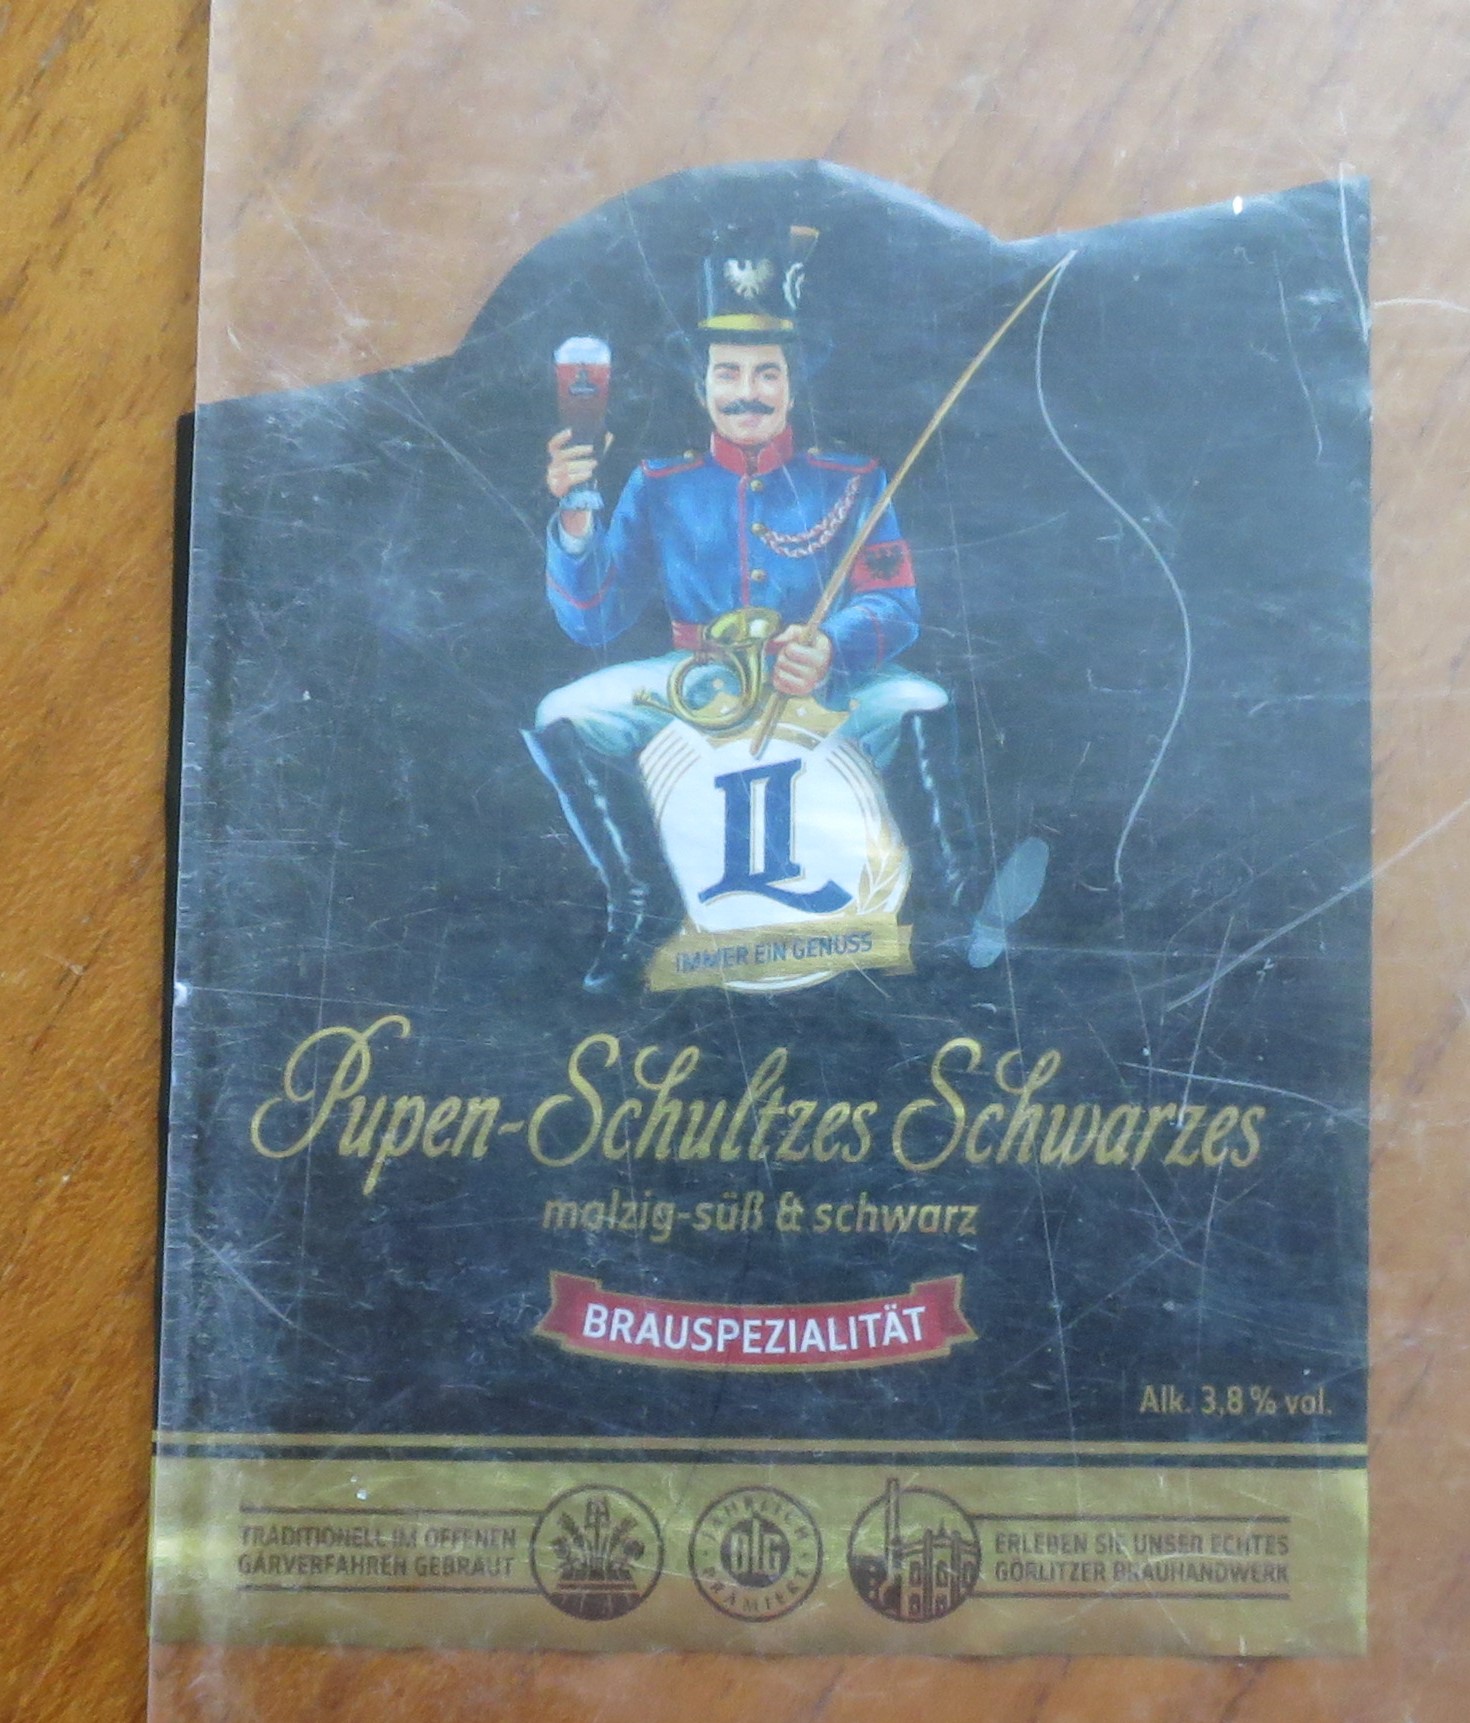 L
IMMER EIN GENUSS
Pupen-Schultzes Schwarzes
malzig-süß & schwarz
BRAUSPEZIALITÄT
Alk. 3,8 % vol.
TRADITIONELL IM OFFENEN
GÄRVERFAHREN GEBRAUT
JÄHRLICH
DLG
PRÄMIERT
ERLEBEN SIE UNSER ECHTES
GÖRLITZER BRAUHANDWERK